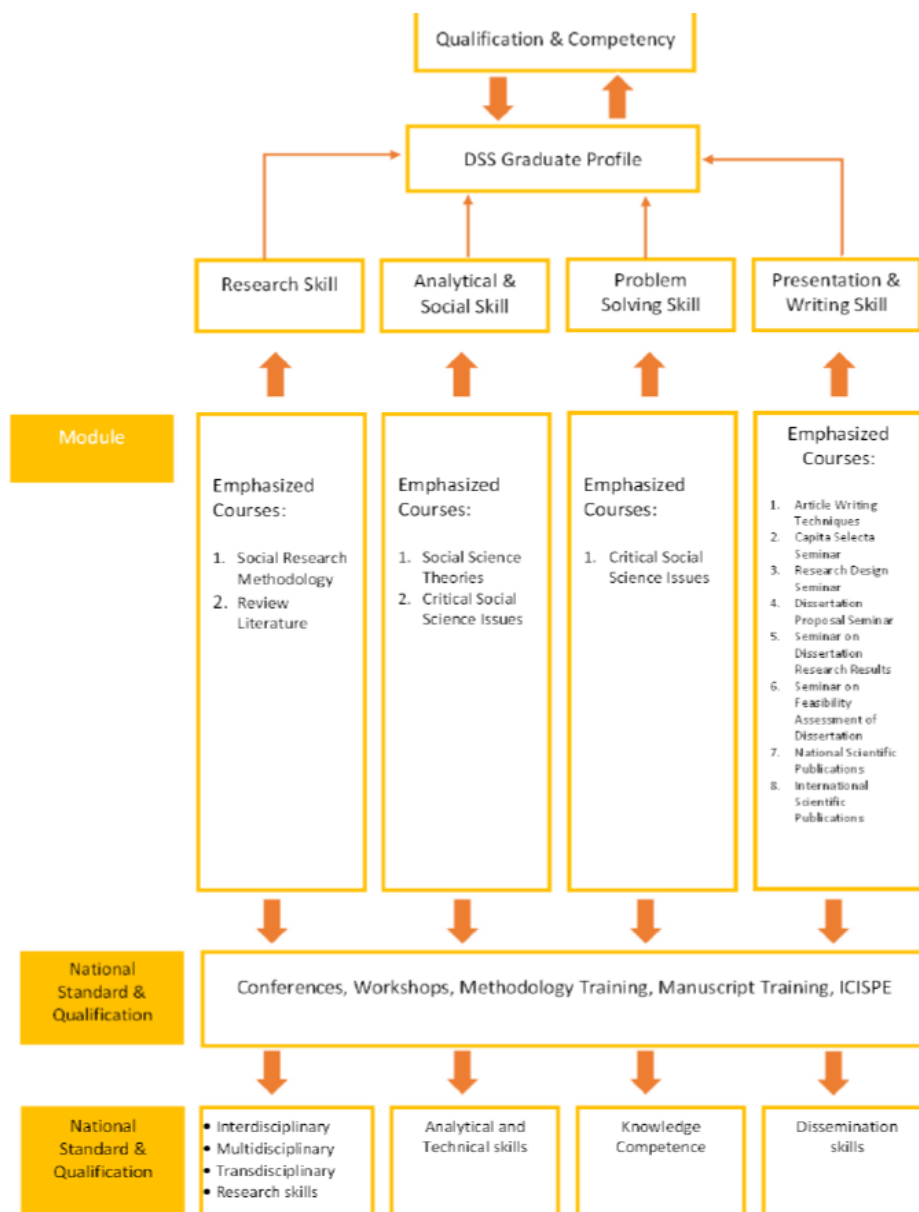 Qualification & Competency
DSS Graduate Profile
Research Skill
Analytical &
Social Skill
Problem
Solving Skill
Presentation &
Writing Skill
Module
Emphasized
Courses:
1. Social Research
Methodology
2. Review
Literature
Emphasized
Courses:
1. Social Science
Theories
2. Critical Social
Science Issues
Emphasized
Courses:
1. Critical Social
Science Issues
Emphasized
Courses:
1. Article Writing
Techniques
2. Capita Selecta
Seminar
3. Research Design
Seminar
4. Dissertation
Proposal Seminar
5. Seminar on
Dissertation
Research Results
6. Seminar on
Feasibility
Assessment of
Dissertation
7. National Scientific
Publications
8. International
Scientific
Publications
National
Standard &
Qualification
Conferences, Workshops, Methodology Training, Manuscript Training, ICISPE
National
Standard &
Qualification
• Interdisciplinary
• Multidisciplinary
• Transdisciplinary
• Research skills
Analytical and
Technical skills
Knowledge
Competence
Dissemination
skills